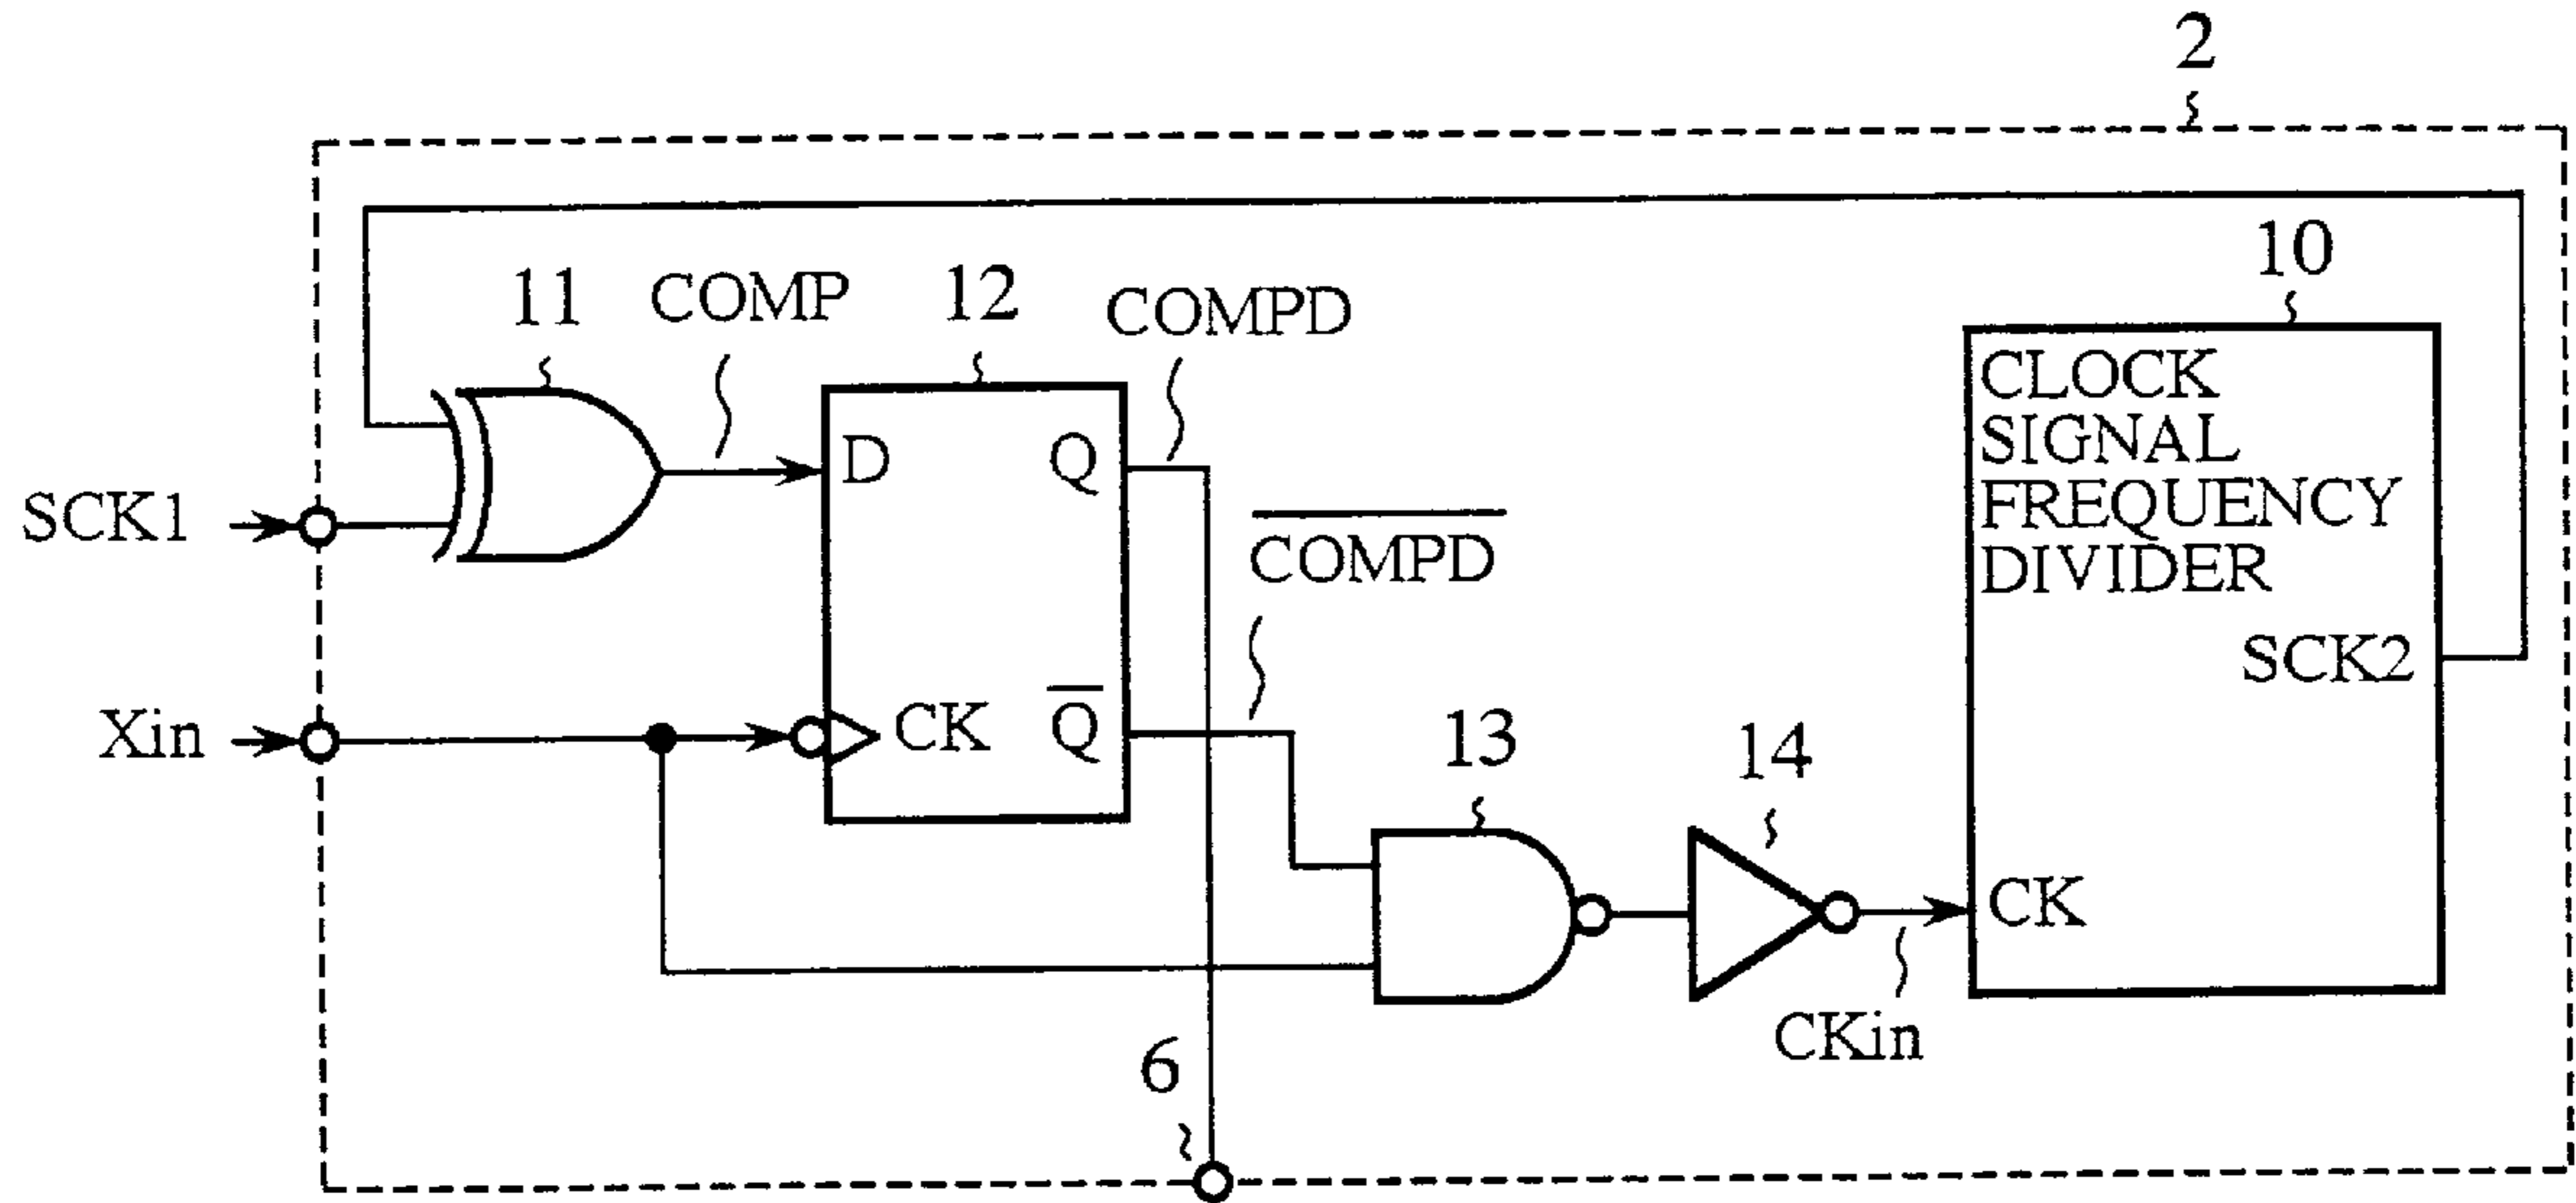 2
10
11
COMP
12
COMPD
CLOCK
SIGNAL
FREQUENCY
DIVIDER
D
Q
SCK1
C̅O̅M̅P̅D̅
SCK2
Xin
CK
Q̅
13
14
CK
CKin
6